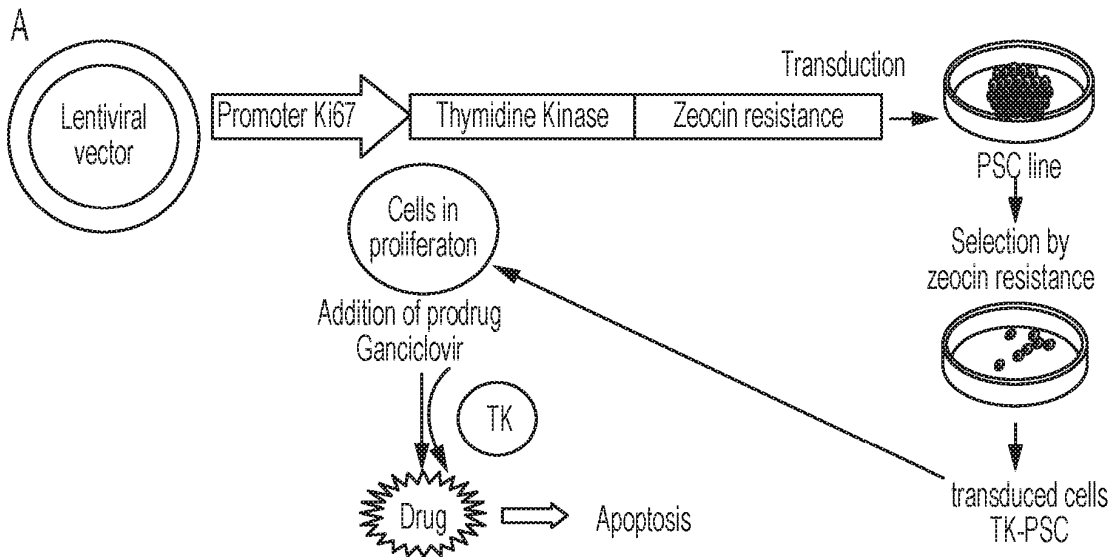 A
Lentiviral
vector
Promoter Ki67
Thymidine Kinase
Zeocin resistance
Transduction
PSC line
Selection by
zeocin resistance
transduced cells
TK-PSC
Cells in
proliferaton
Addition of prodrug
Ganciclovir
TK
Drug
Apoptosis